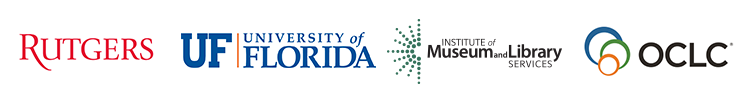 RUTGERS
UF UNIVERSITY of
FLORIDA
INSTITUTE of
Museum and Library
SERVICES
OCLC®